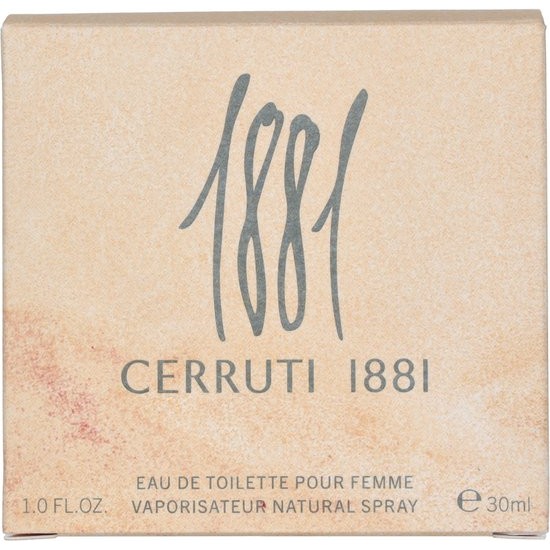 1881
CERRUTI 1881
EAU DE TOILETTE POUR FEMME
1.0 FL.OZ. VAPORISATEUR NATURAL SPRAY ℮30ml